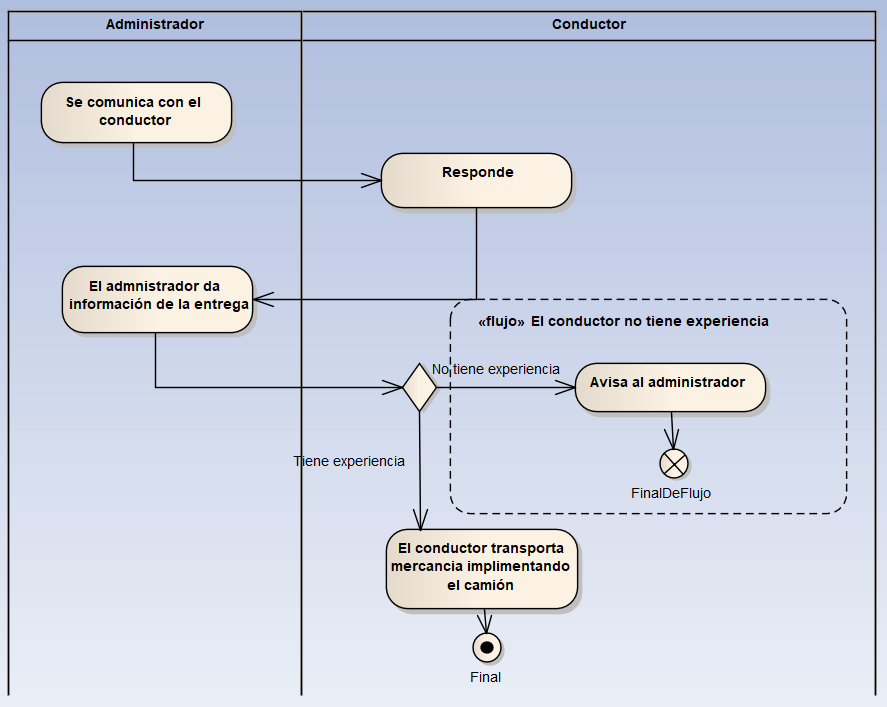 Administrador
Conductor
Se comunica con el
conductor
Responde
El admnistrador da
información de la entrega
«flujo» El conductor no tiene experiencia
No tiene experiencia
Avisa al administrador
Tiene experiencia
FinalDeFlujo
El conductor transporta
mercancia implimentando
el camión
Final